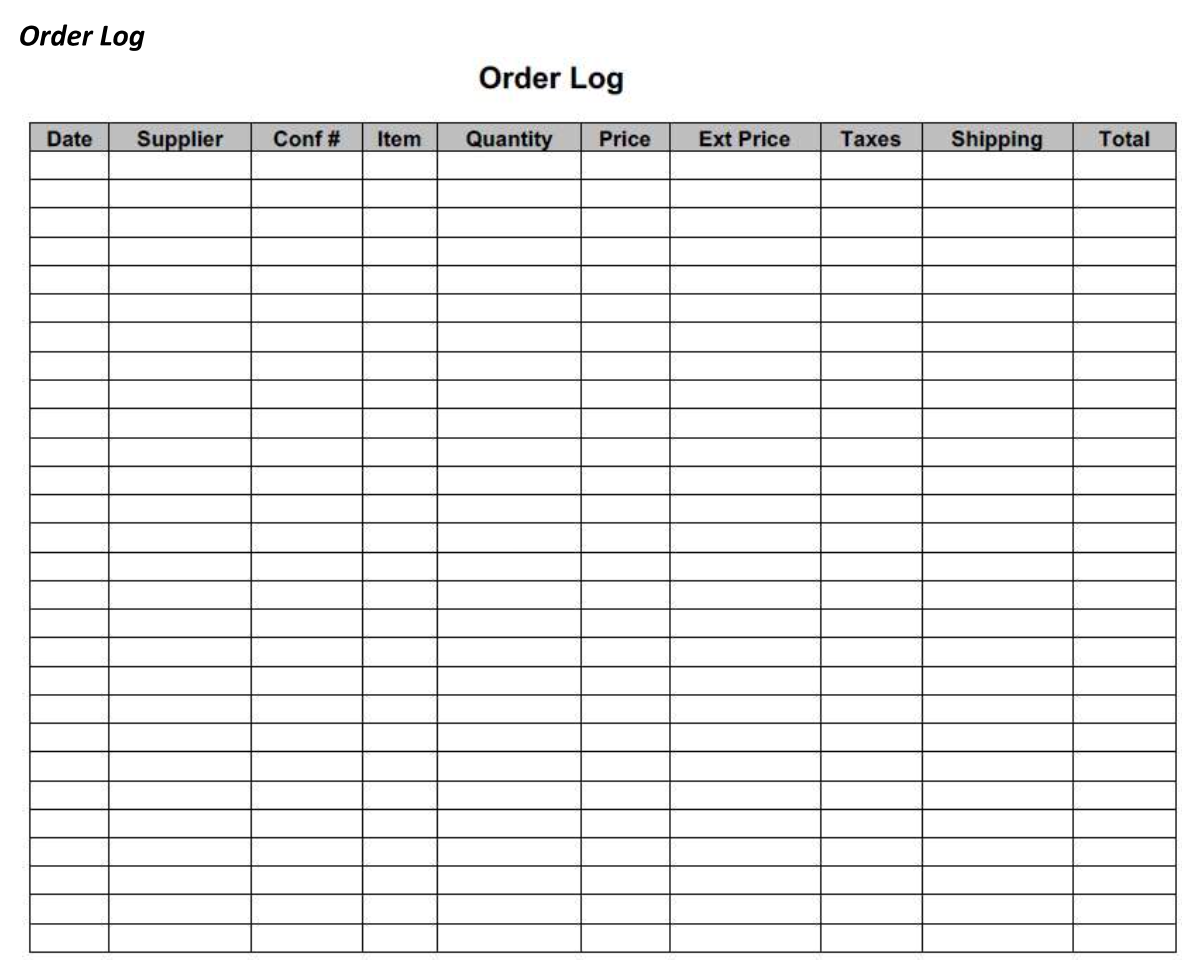 Order Log
Order Log
Date Supplier Conf # Item Quantity Price Ext Price Taxes Shipping Total